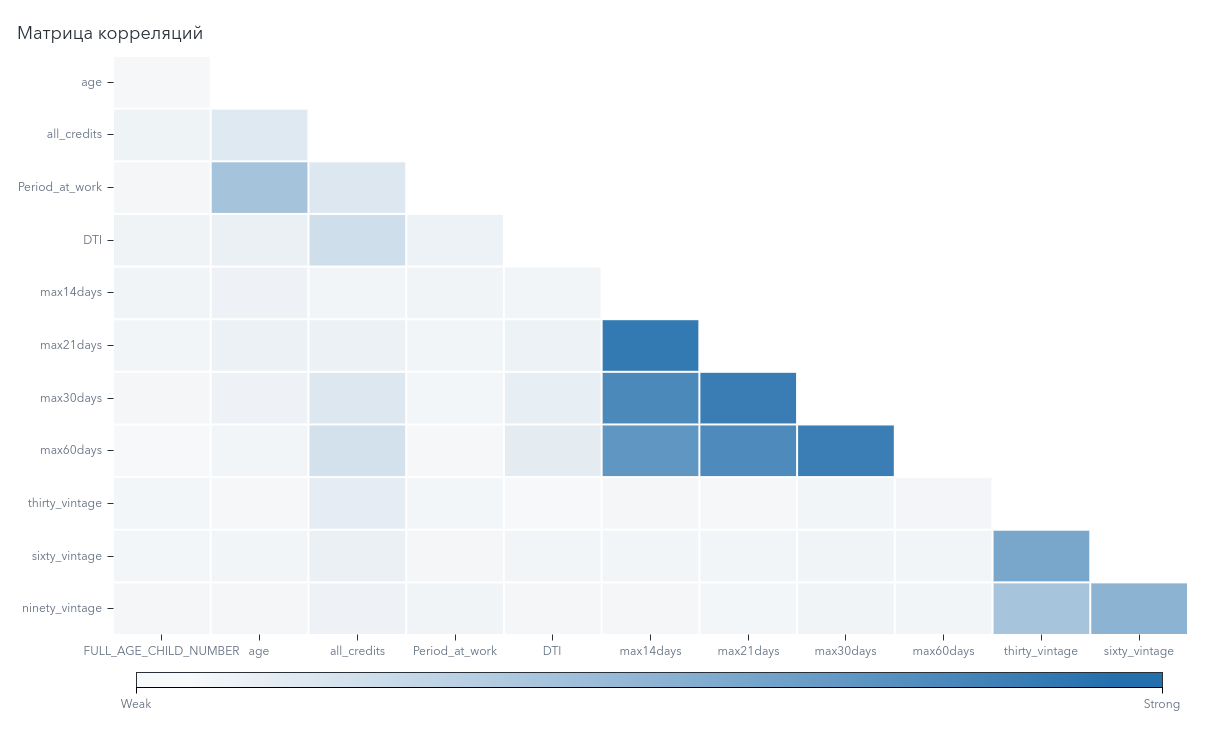 Матрица корреляций
age
all_credits
Period_at_work
DTI
max14days
max21days
max30days
max60days
thirty_vintage
sixty_vintage
ninety_vintage
FULL_AGE_CHILD_NUMBER age all_credits Period_at_work DTI max14days max21days max30days max60days thirty_vintage sixty_vintage
Weak Strong